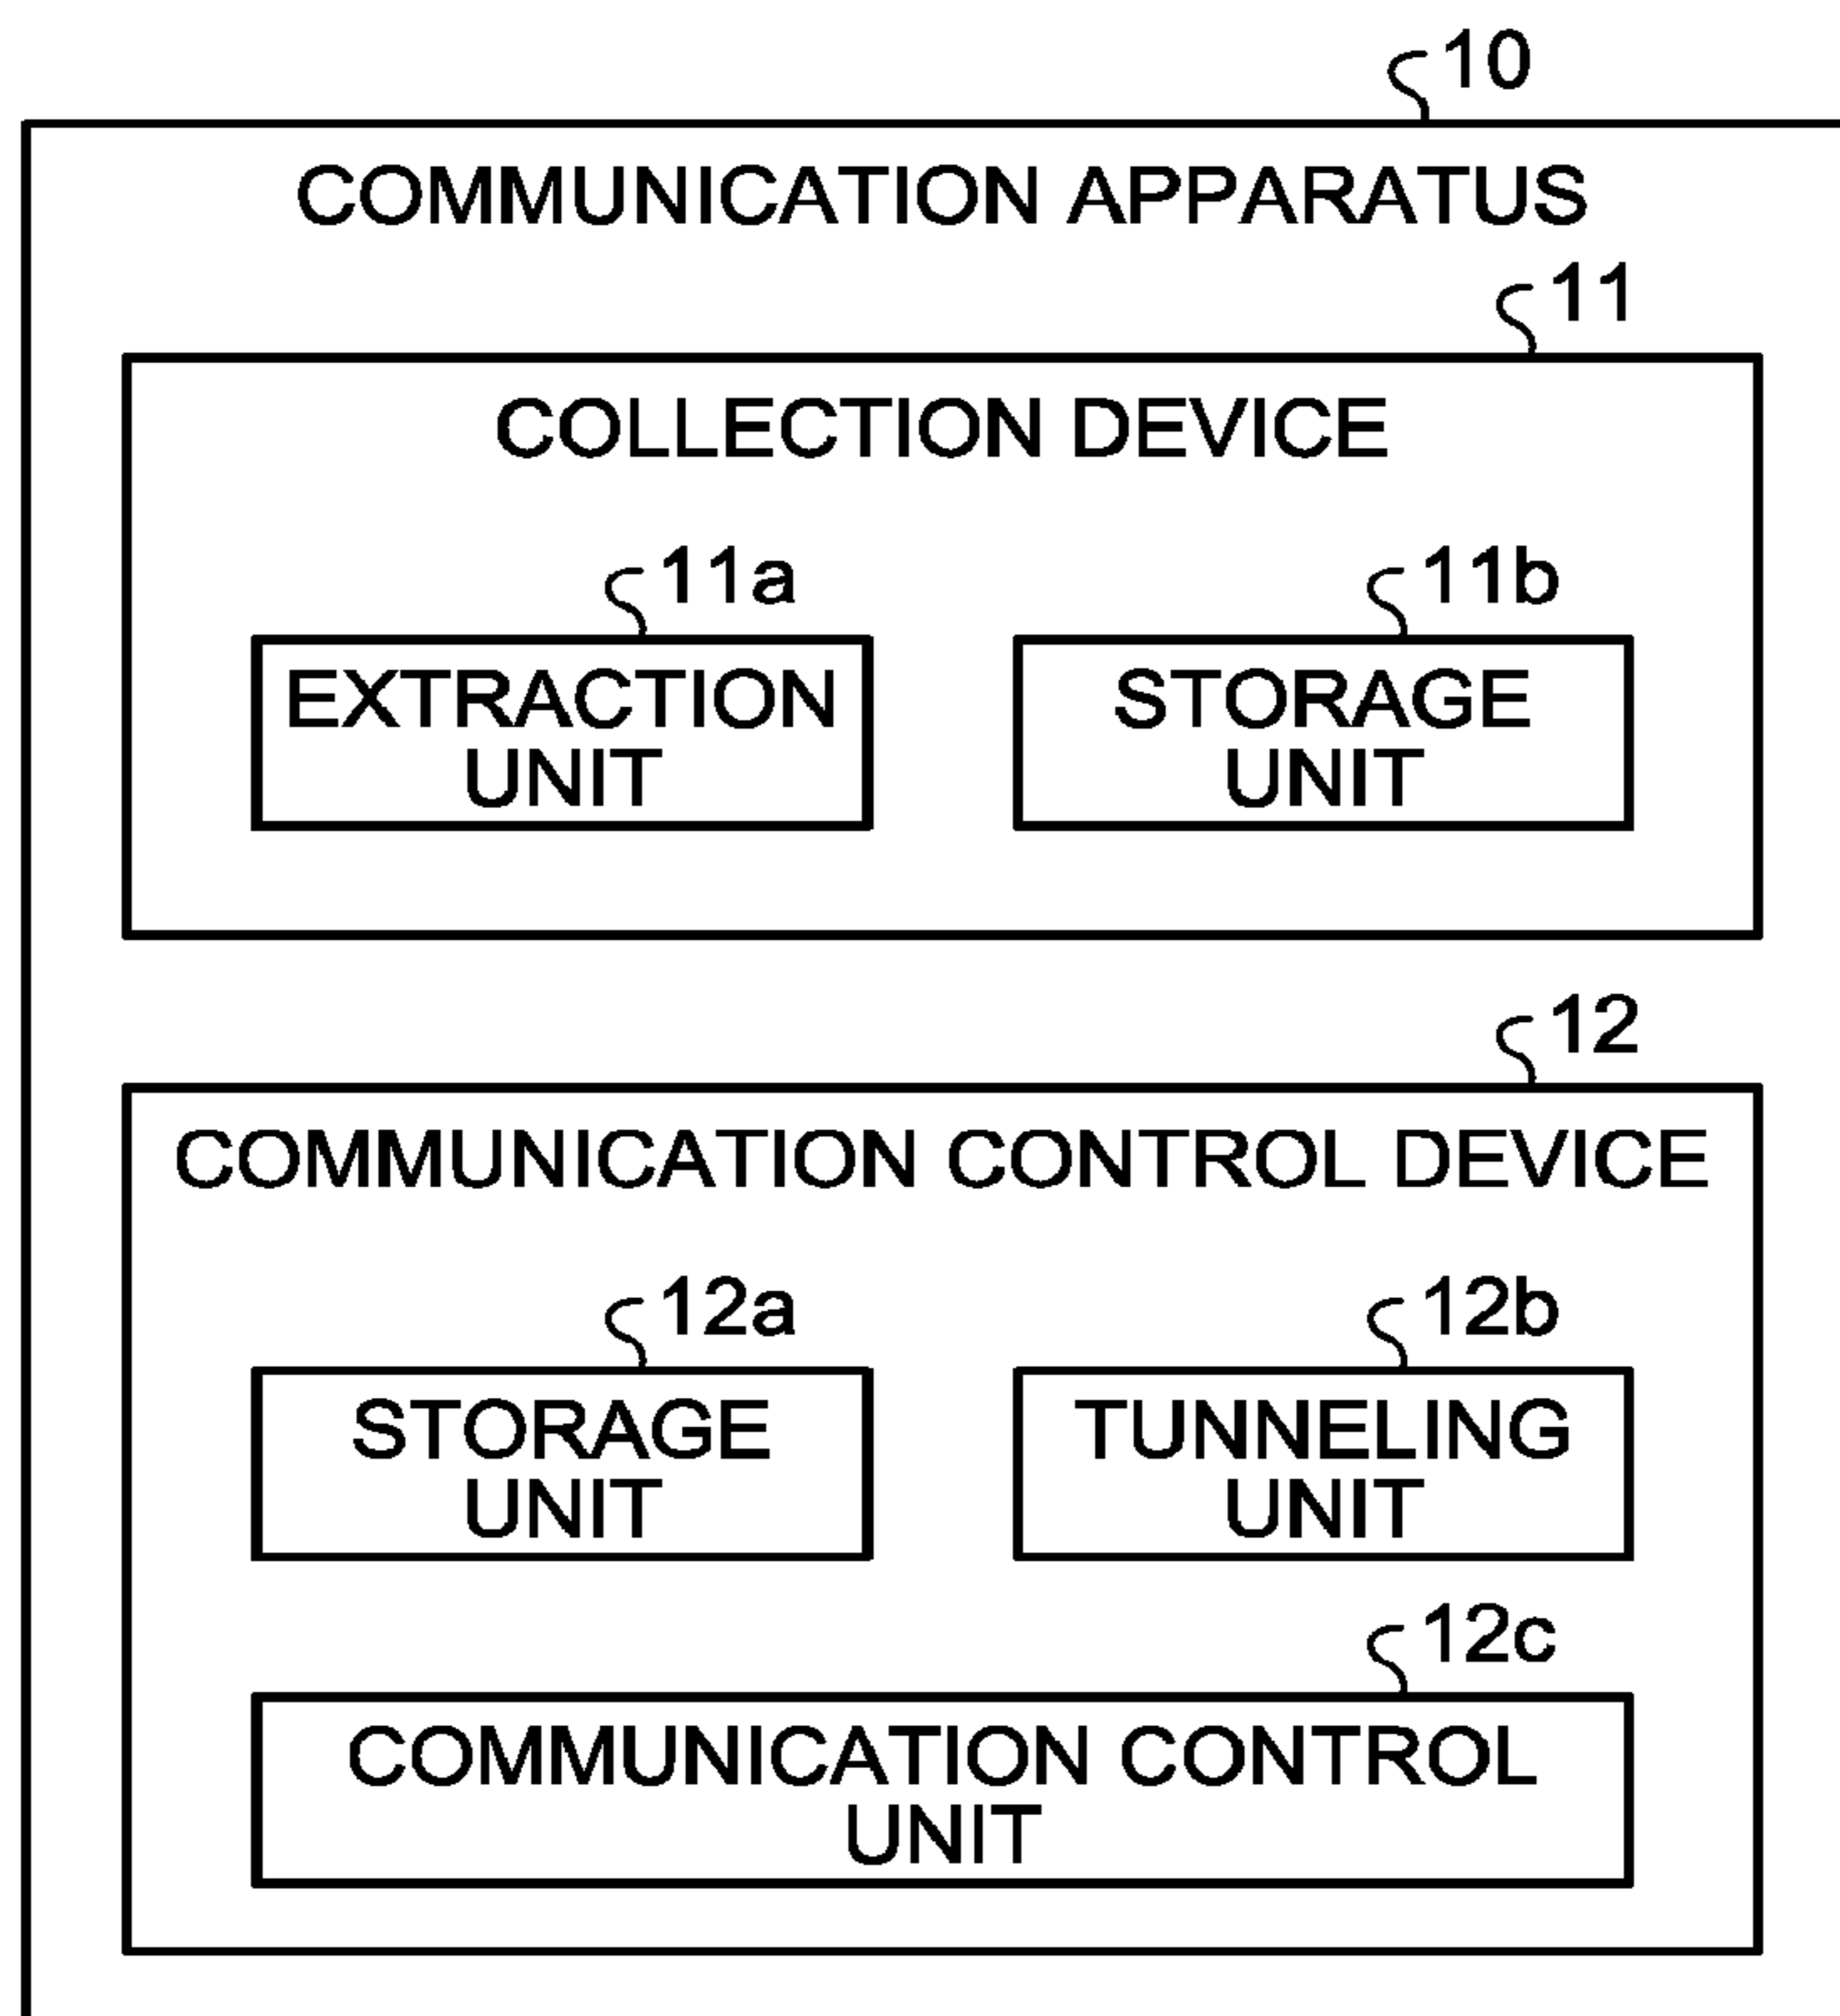 10
COMMUNICATION APPARATUS
11
COLLECTION DEVICE
11a
EXTRACTION
UNIT
11b
STORAGE
UNIT
12
COMMUNICATION CONTROL DEVICE
12a
STORAGE
UNIT
12b
TUNNELING
UNIT
12c
COMMUNICATION CONTROL
UNIT